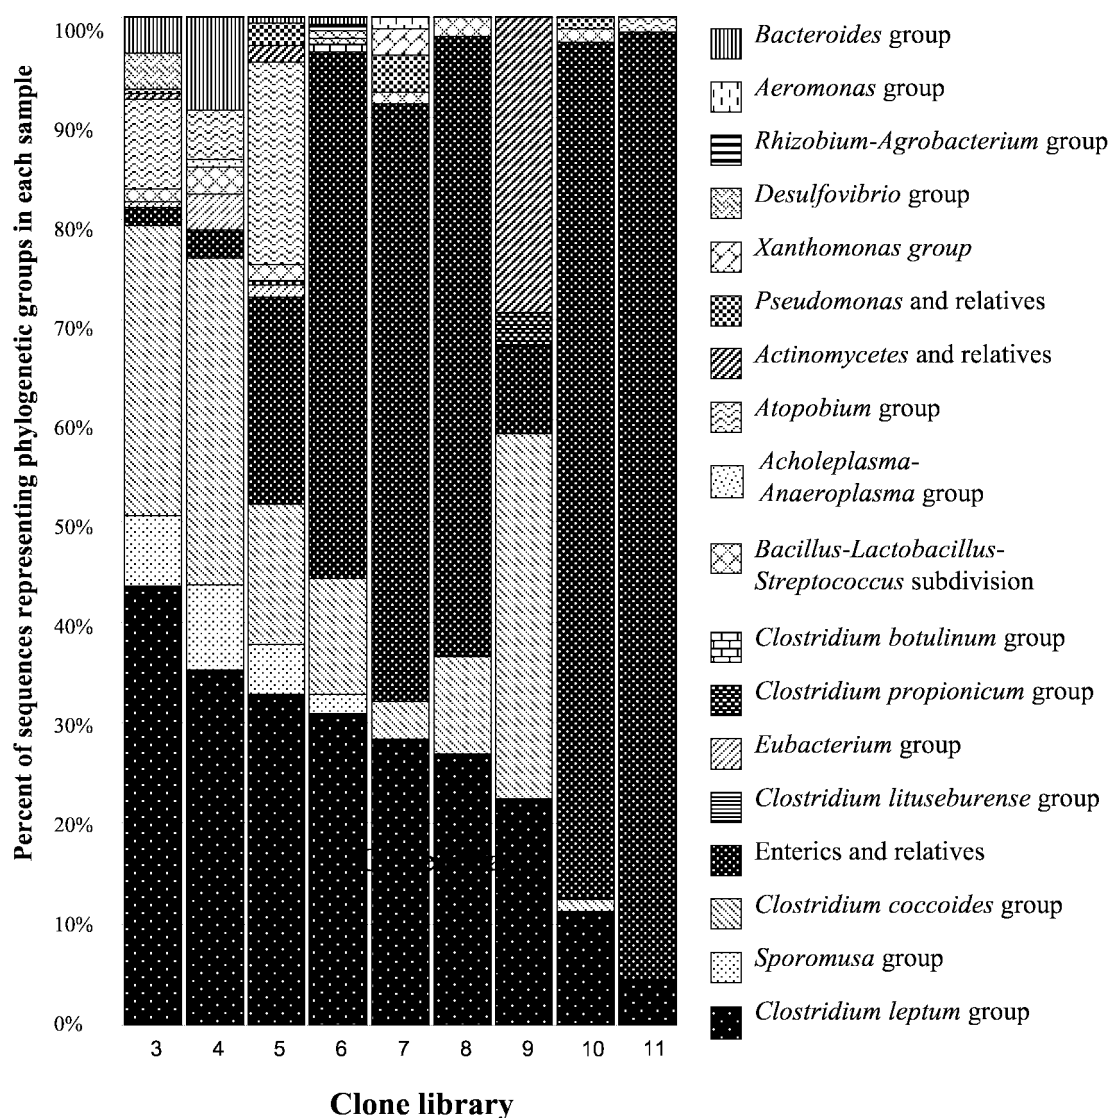 Percent of sequences representing phylogenetic groups in each sample
100%
90%
80%
70%
60%
50%
40%
30%
20%
10%
0%
3 4 5 6 7 8 9 10 11
Clone library
Bacteroides group
Aeromonas group
Rhizobium-Agrobacterium group
Desulfovibrio group
Xanthomonas group
Pseudomonas and relatives
Actinomycetes and relatives
Atopobium group
Acholeplasma-
Anaeroplasma group
Bacillus-Lactobacillus-
Streptococcus subdivision
Clostridium botulinum group
Clostridium propionicum group
Eubacterium group
Clostridium lituseburense group
Enterics and relatives
Clostridium coccoides group
Sporomusa group
Clostridium leptum group